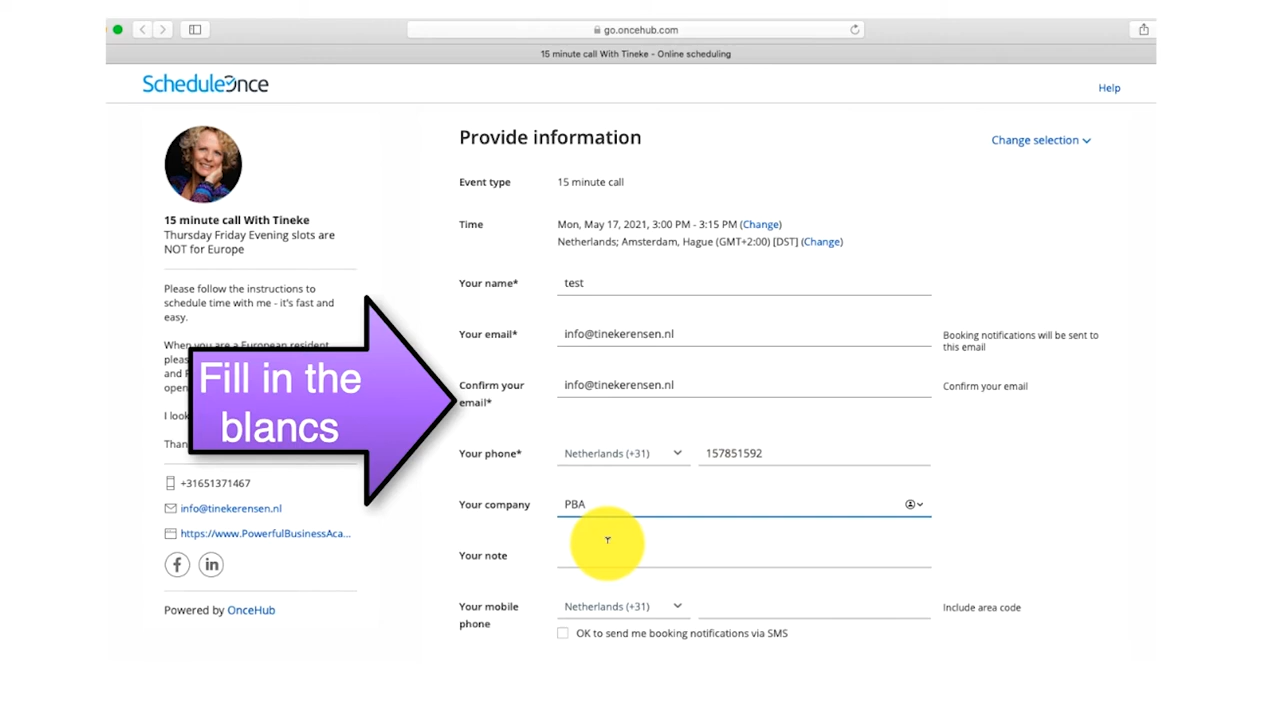 go.oncehub.com
15 minute call With Tineke - Online scheduling
ScheduleOnce
Help
15 minute call With Tineke
Thursday Friday Evening slots are
NOT for Europe
Please follow the instructions to
schedule time with me - it's fast and
easy.
When you are a European resident
I look
+31651371467
info@tinekerensen.nl
https://www.PowerfulBusinessAca...
Powered by OnceHub
Fill in the
blancs
Provide information
Change selection
Event type
15 minute call
Time
Mon, May 17, 2021, 3:00 PM - 3:15 PM (Change)
Netherlands; Amsterdam, Hague (GMT+2:00) [DST] (Change)
Your name*
test
Your email*
info@tinekerensen.nl
Booking notifications will be sent to
this email
Confirm your
email*
info@tinekerensen.nl
Confirm your email
Your phone*
Netherlands (+31)
157851592
Your company
PBA
Your note
Your mobile
phone
Netherlands (+31)
Include area code
OK to send me booking notifications via SMS